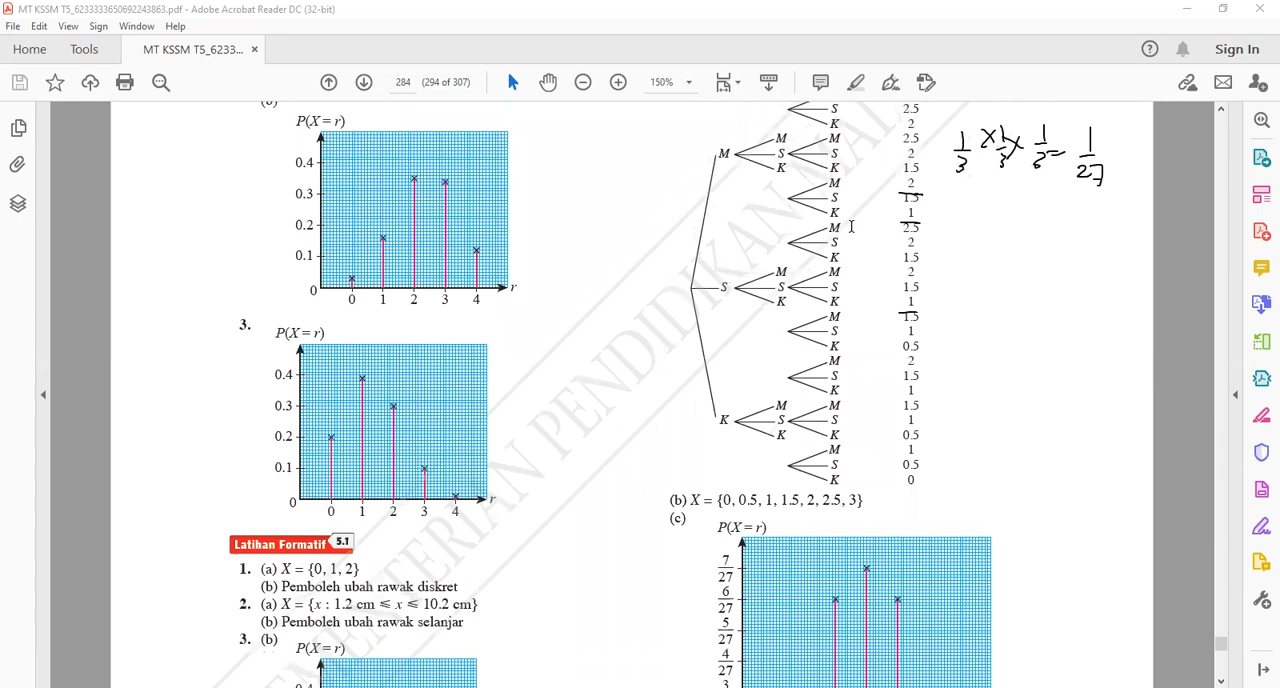 MT KSSM T5_6233333650692243863.pdf - Adobe Acrobat Reader DC (32-bit)
File Edit View Sign Window Help
Home Tools MT KSSM T5_6233... × Sign In
284 (294 of 307) 150%
P(X = r)
0.4
0.3
0.2
0.1
0
0 1 2 3 4 r
3. P(X = r)
0.4
0.3
0.2
0.1
0
0 1 2 3 4 r
Latihan Formatif 5.1
1. (a) X = {0, 1, 2}
(b) Pemboleh ubah rawak diskret
2. (a) X = {x : 1.2 cm ⩽ x ⩽ 10.2 cm}
(b) Pemboleh ubah rawak selanjar
3. (b)
P(X = r)
S 2.5
K 2
M 2.5
M M S S 2
K K 1.5
M 2
S 1.5
K 1
M 2.5
S 2
K 1.5
M M 2
S S S 1.5
K K 1
M 1.5
S 1
K 0.5
M 2
S 1.5
K 1
M M 1.5
K S S 1
K K 0.5
M 1
S 0.5
K 0
1/3 × 1/3 × 1/3 = 1/27
(b) X = {0, 0.5, 1, 1.5, 2, 2.5, 3}
(c)
P(X = r)
7/27
6/27
5/27
4/27
3
KEMENTERIAN PENDIDIKAN MAL